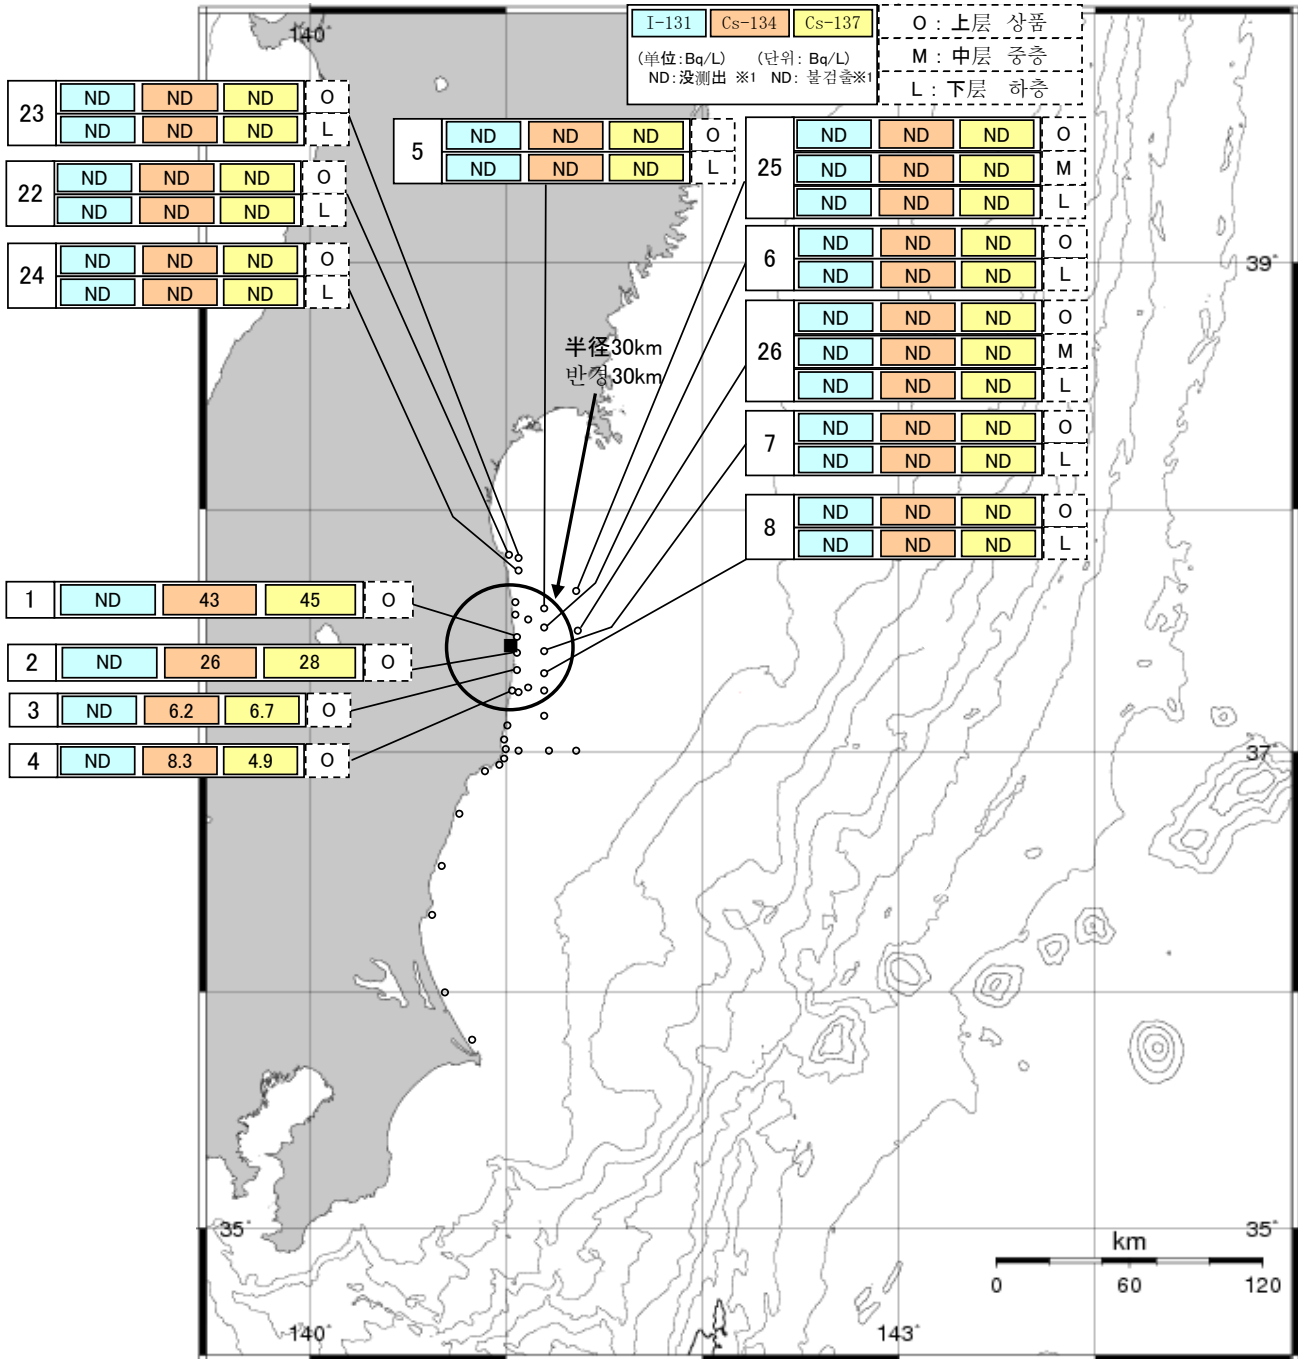 I-131 Cs-134 Cs-137
(単位:Bq/L) (단위: Bq/L)
ND:没測出 ※1 ND: 불검출※1
O : 上层 상품
M : 中层 중층
L : 下层 하층
140°
23 ND ND ND O
ND ND ND L
22 ND ND ND O
ND ND ND L
24 ND ND ND O
ND ND ND L
5 ND ND ND O
ND ND ND L
25 ND ND ND O
ND ND ND M
ND ND ND L
6 ND ND ND O
ND ND ND L
39°
26 ND ND ND O
ND ND ND M
ND ND ND L
7 ND ND ND O
ND ND ND L
8 ND ND ND O
ND ND ND L
半径30km
반경30km
1 ND 43 45 O
2 ND 26 28 O
3 ND 6.2 6.7 O
4 ND 8.3 4.9 O
37°
35°
35°
km
0 60 120
140°
143°